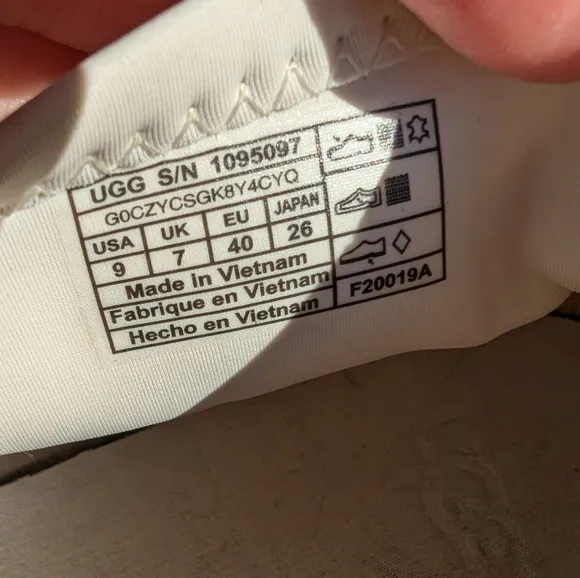 UGG S/N 1095097
G0CZYCSGK8Y4CYQ
USA UK EU JAPAN
9 7 40 26
Made in Vietnam
Fabrique en Vietnam
Hecho en Vietnam
F20019A